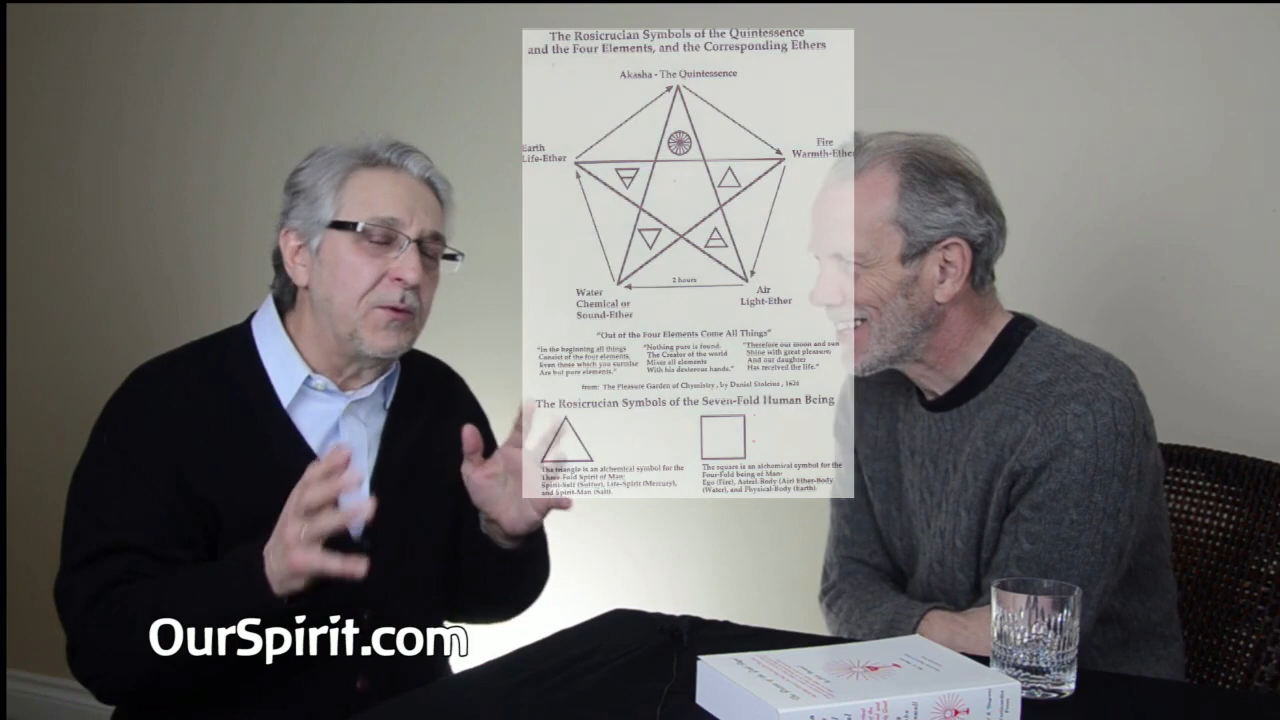 The Rosicrucian Symbols of the Quintessence
and the Four Elements, and the Corresponding Ethers
Akasha - The Quintessence
Earth
Life-Ether
Fire
Warmth-Ether
2 hours
Water
Chemical or
Sound-Ether
Air
Light-Ether
"Out of the Four Elements Come All Things"
"In the beginning all things
Consist of the four elements,
Even those which you surmise
Are but pure elements."
"Nothing pure is found.
The Creator of the world
Mixes all elements
With his dexterous hands."
"Therefore our moon and sun
Shine with great pleasure;
And our daughter
Has received the life."
from: The Pleasure Garden of Chymistry, by Daniel Stolcius, 1624
The Rosicrucian Symbols of the Seven-Fold Human Being
The triangle is an alchemical symbol for the
Three-Fold Spirit of Man:
Spirit-Self (Sulfur), Life-Spirit (Mercury),
and Spirit-Man (Salt).
The square is an alchemical symbol for the
Four-Fold being of Man:
Ego (Fire), Astral-Body (Air) Ether-Body
(Water), and Physical-Body (Earth).
OurSpirit.com